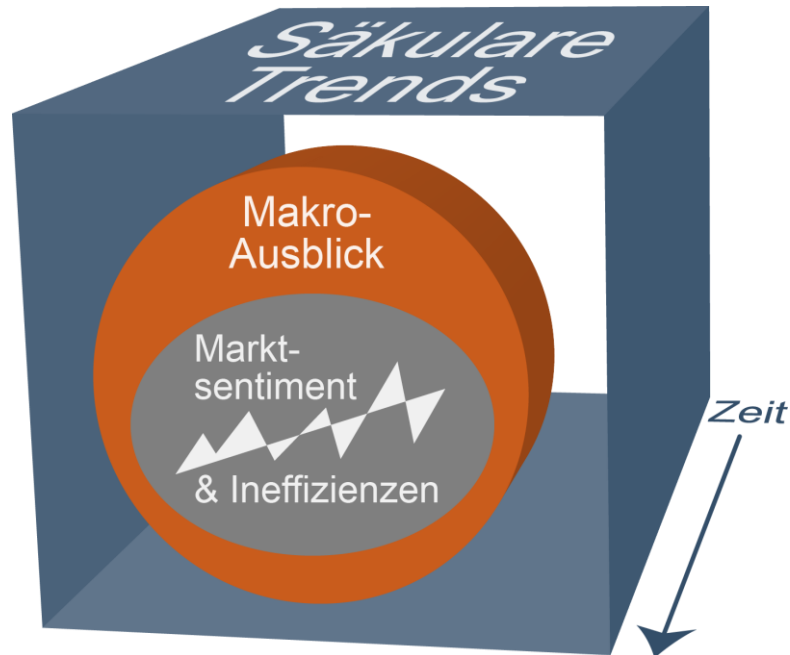 Säkulare
Trends
Makro-
Ausblick
Markt-
sentiment
& Ineffizienzen
Zeit